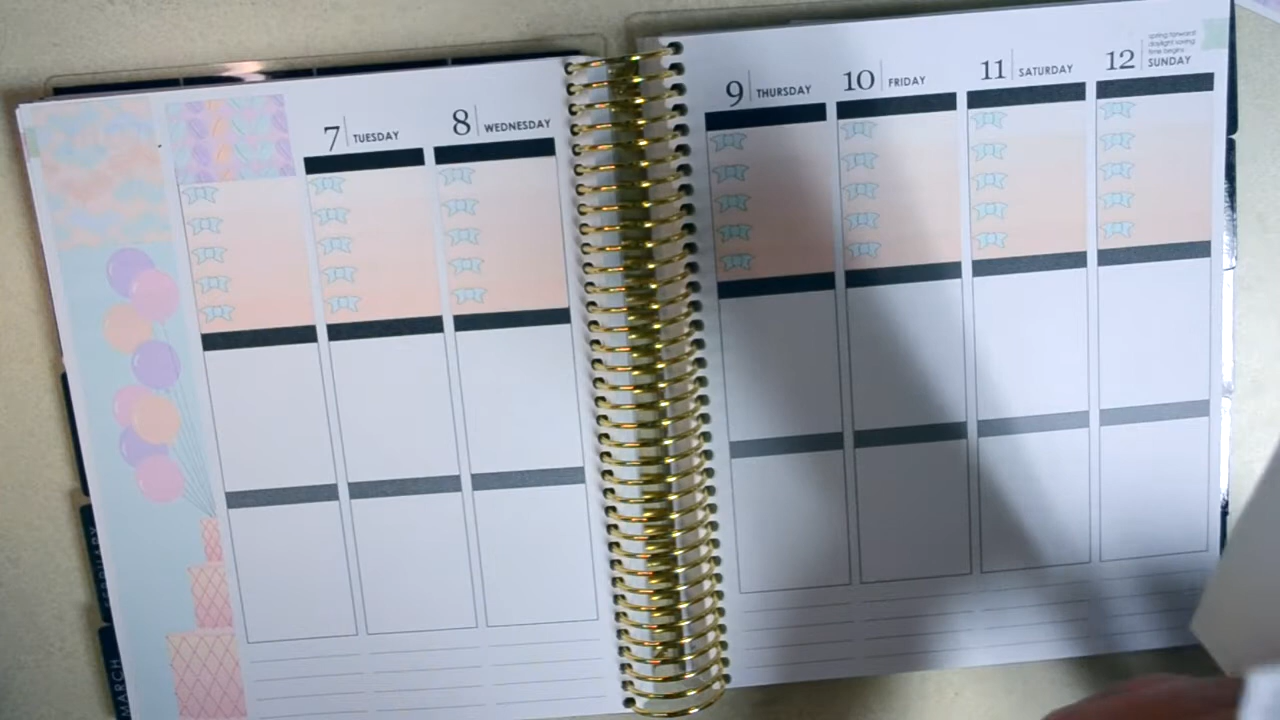 7 TUESDAY
8 WEDNESDAY
9 THURSDAY
10 FRIDAY
11 SATURDAY
12 SUNDAY
spring forward!
daylight saving
time begins
FEBRUARY
MARCH